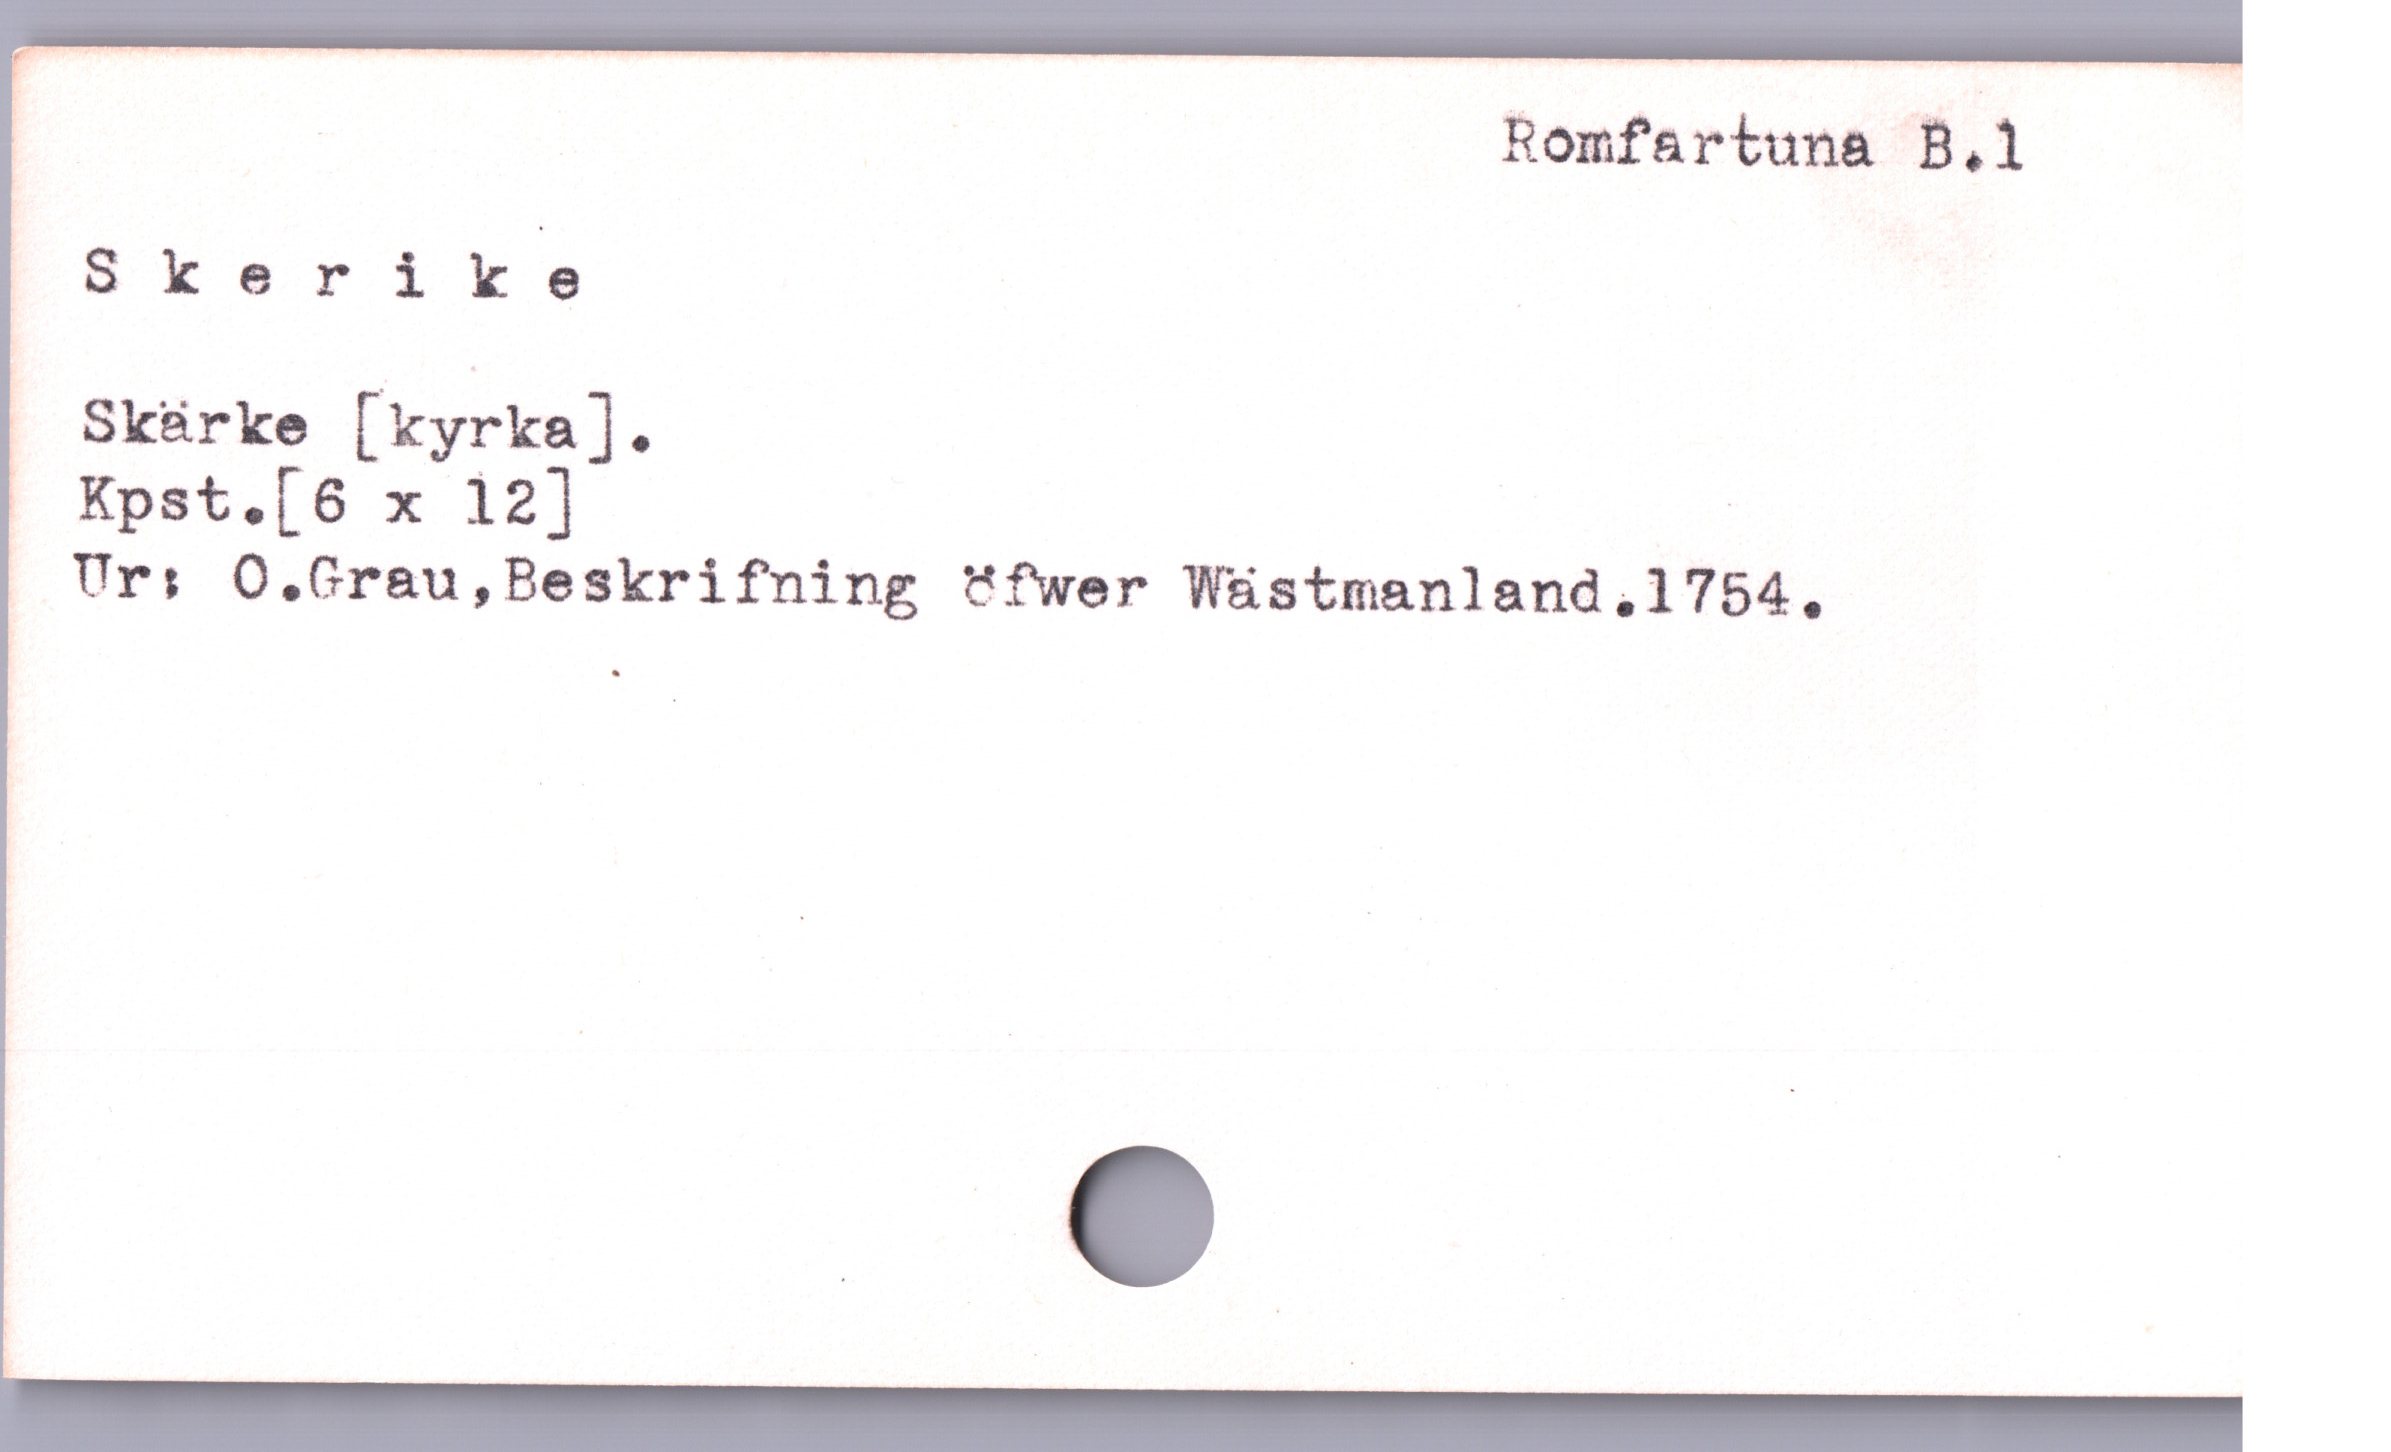 Romfartuna B.1
S k e r i k e
Skärke [kyrka].
Kpst.[6 x 12]
Ur: O.Grau,Beskrifning öfwer Wästmanland.1754.